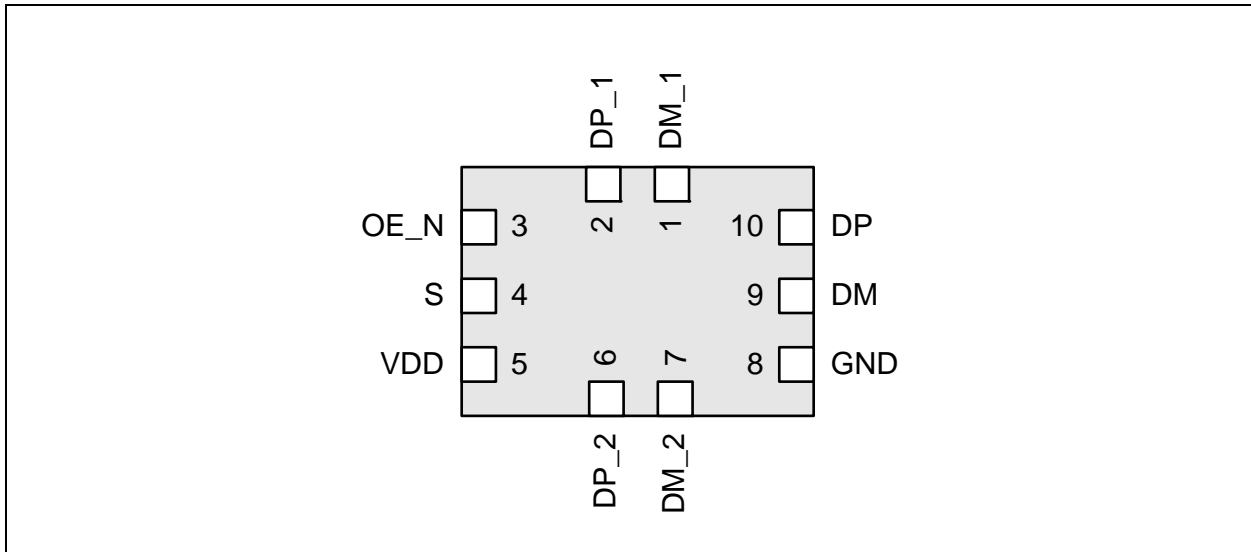 DP_1 DM_1
OE_N 3 2 1 10 DP
S 4 9 DM
VDD 5 6 7 8 GND
DP_2 DM_2